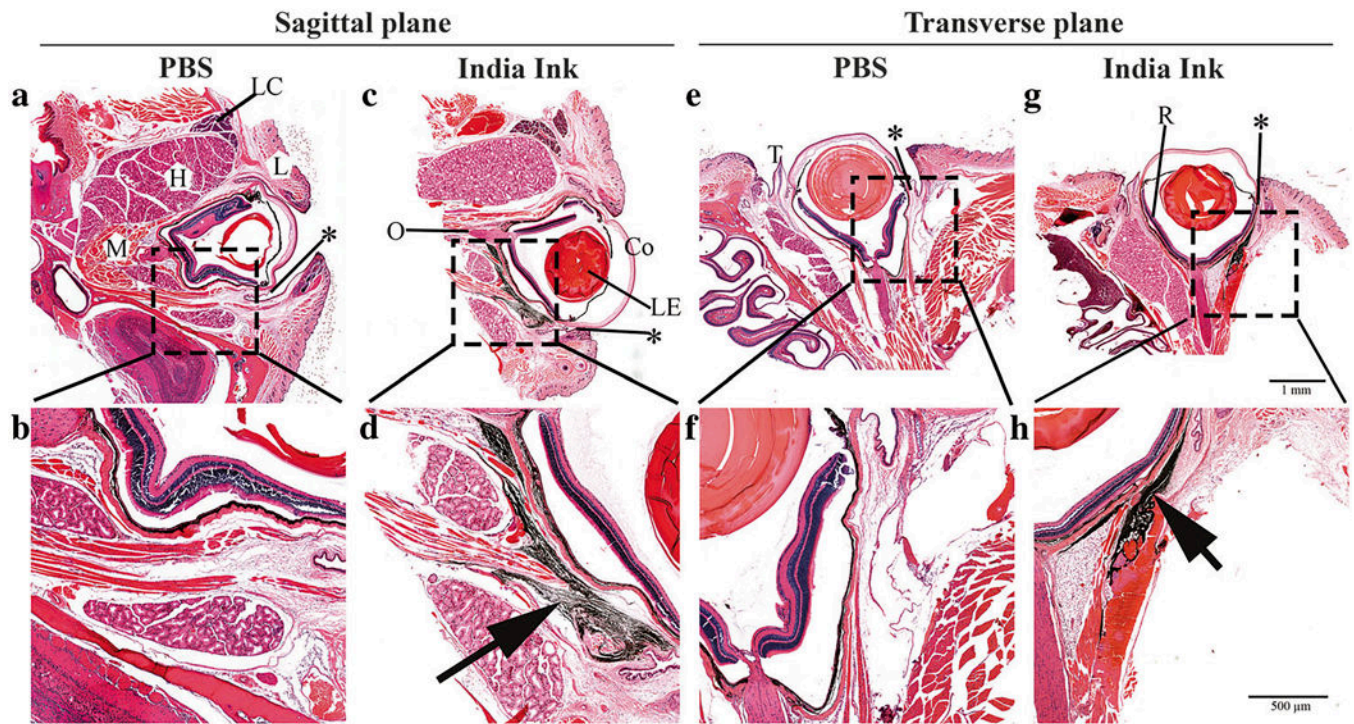 Sagittal plane
Transverse plane
PBS
India Ink
PBS
India Ink
a
LC
c
e
*
g
R
*
L
T
H
O
Co
M
*
LE
*
1 mm
b
d
f
h
500 µm